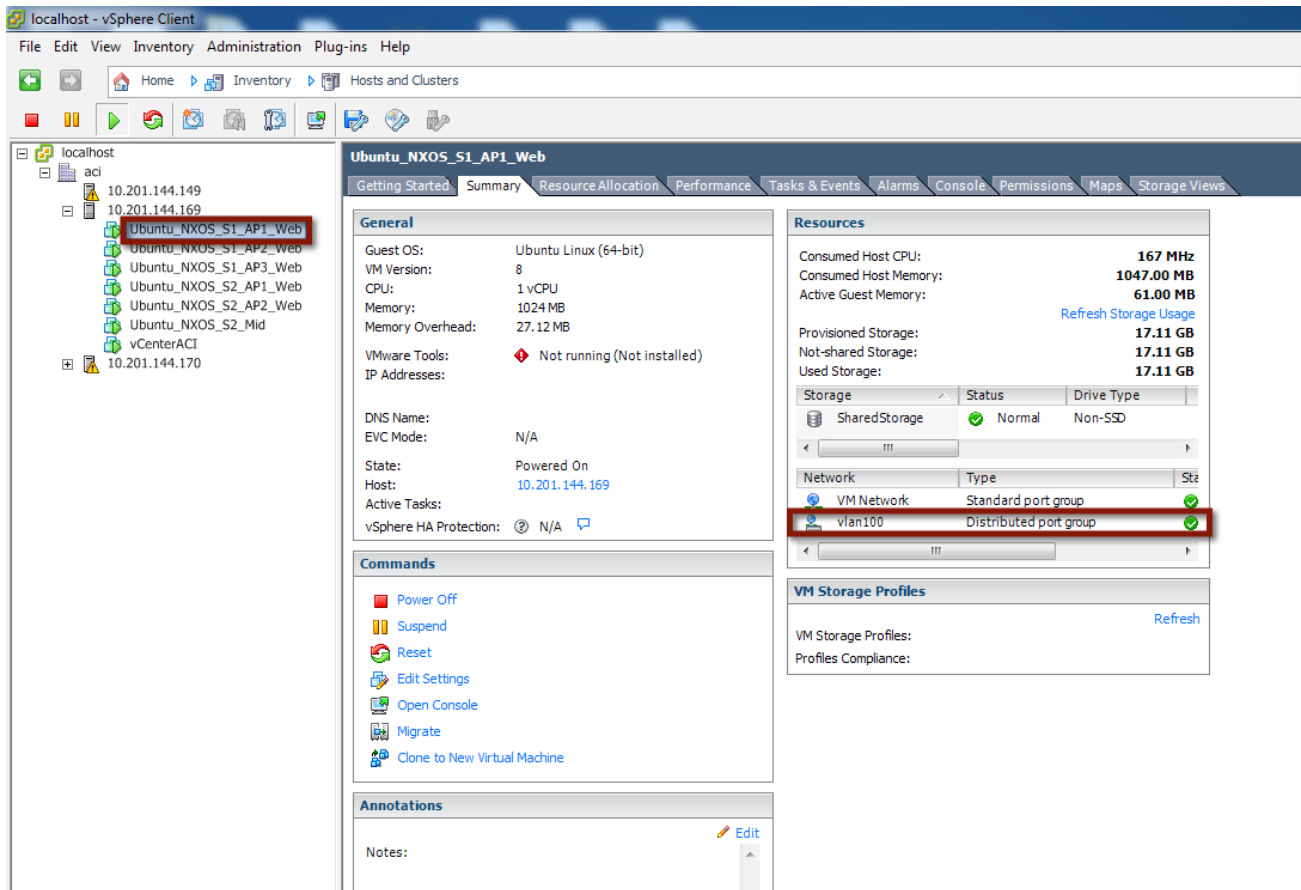 localhost - vSphere Client
File Edit View Inventory Administration Plug-ins Help
Home Inventory Hosts and Clusters
localhost
aci
10.201.144.149
10.201.144.169
Ubuntu_NXOS_S1_AP1_Web
Ubuntu_NXOS_S1_AP2_Web
Ubuntu_NXOS_S1_AP3_Web
Ubuntu_NXOS_S2_AP1_Web
Ubuntu_NXOS_S2_AP2_Web
Ubuntu_NXOS_S2_Mid
vCenterACI
10.201.144.170
Ubuntu_NXOS_S1_AP1_Web
Getting Started Summary Resource Allocation Performance Tasks & Events Alarms Console Permissions Maps Storage Views
General
Guest OS: Ubuntu Linux (64-bit)
VM Version: 8
CPU: 1 vCPU
Memory: 1024 MB
Memory Overhead: 27.12 MB
VMware Tools: Not running (Not installed)
IP Addresses:
DNS Name:
EVC Mode: N/A
State: Powered On
Host: 10.201.144.169
Active Tasks:
vSphere HA Protection: N/A
Commands
Power Off
Suspend
Reset
Edit Settings
Open Console
Migrate
Clone to New Virtual Machine
Annotations
Edit
Notes:
Resources
Consumed Host CPU: 167 MHz
Consumed Host Memory: 1047.00 MB
Active Guest Memory: 61.00 MB
Refresh Storage Usage
Provisioned Storage: 17.11 GB
Not-shared Storage: 17.11 GB
Used Storage: 17.11 GB
Storage Status Drive Type
SharedStorage Normal Non-SSD
Network Type Sta
VM Network Standard port group
vlan100 Distributed port group
VM Storage Profiles
Refresh
VM Storage Profiles:
Profiles Compliance: